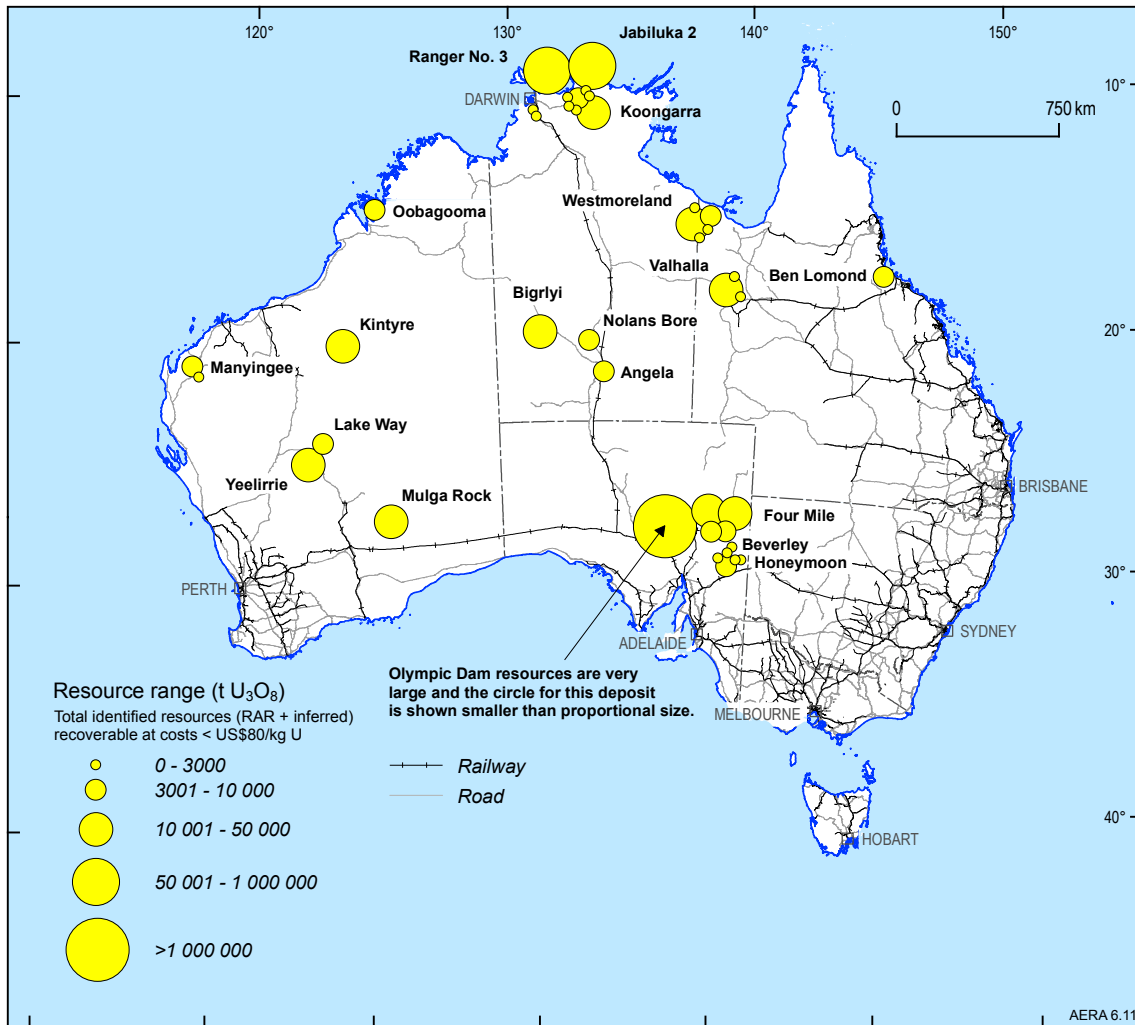 120°
130°
140°
150°
Jabiluka 2
Ranger No. 3
10°
DARWIN
0
750 km
Koongarra
Westmoreland
Oobagooma
Valhalla
Ben Lomond
Bigrlyi
Nolans Bore
20°
Kintyre
Manyingee
Angela
Lake Way
Yeelirrie
BRISBANE
Mulga Rock
Four Mile
Beverley
Honeymoon
30°
PERTH
SYDNEY
ADELAIDE
Olympic Dam resources are very
large and the circle for this deposit
is shown smaller than proportional size.
MELBOURNE
Resource range (t U₃O₈)
Total identified resources (RAR + inferred)
recoverable at costs < US$80/kg U
0 - 3000
3001 - 10 000
10 001 - 50 000
50 001 - 1 000 000
>1 000 000
Railway
Road
40°
HOBART
AERA 6.11